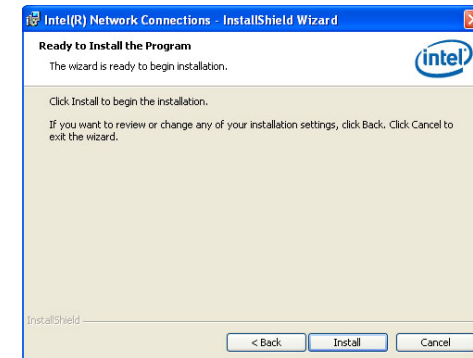 Intel(R) Network Connections - InstallShield Wizard
Ready to Install the Program
The wizard is ready to begin installation.
intel
Click Install to begin the installation.
If you want to review or change any of your installation settings, click Back. Click Cancel to
exit the wizard.
InstallShield
< Back
Install
Cancel